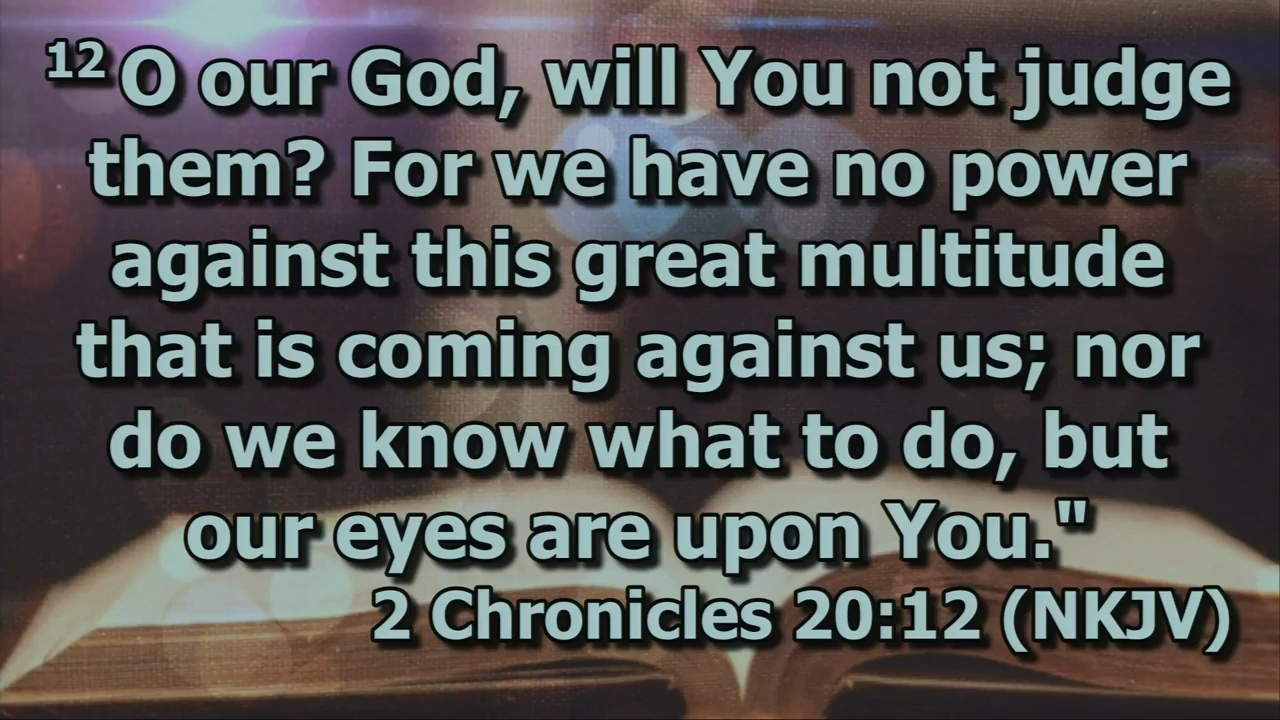 12 O our God, will You not judge
them? For we have no power
against this great multitude
that is coming against us; nor
do we know what to do, but
our eyes are upon You."
2 Chronicles 20:12 (NKJV)